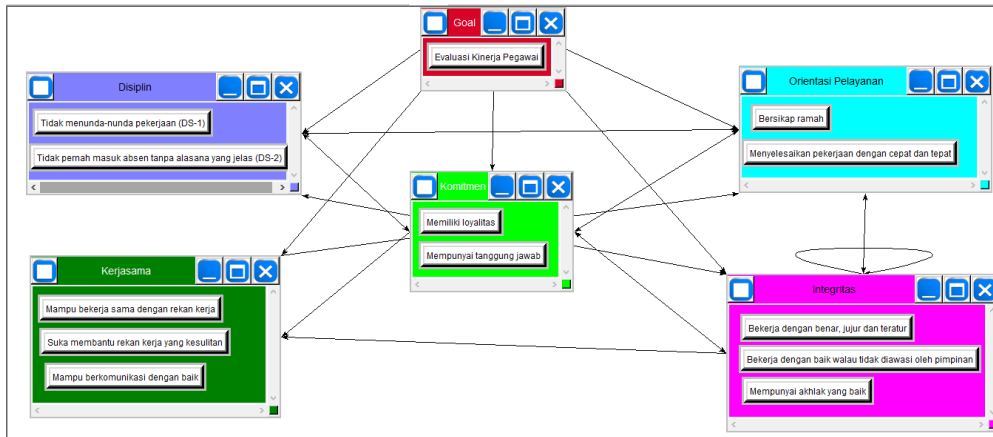 Goal
Evaluasi Kinerja Pegawai
Disiplin
Tidak menunda-nunda pekerjaan (DS-1)
Tidak pernah masuk absen tanpa alasana yang jelas (DS-2)
Orientasi Pelayanan
Bersikap ramah
Menyelesaikan pekerjaan dengan cepat dan tepat
Komitmen
Memiliki loyalitas
Mempunyai tanggung jawab
Kerjasama
Mampu bekerja sama dengan rekan kerja
Suka membantu rekan kerja yang kesulitan
Mampu berkomunikasi dengan baik
Integritas
Bekerja dengan benar, jujur dan teratur
Bekerja dengan baik walau tidak diawasi oleh pimpinan
Mempunyai akhlak yang baik